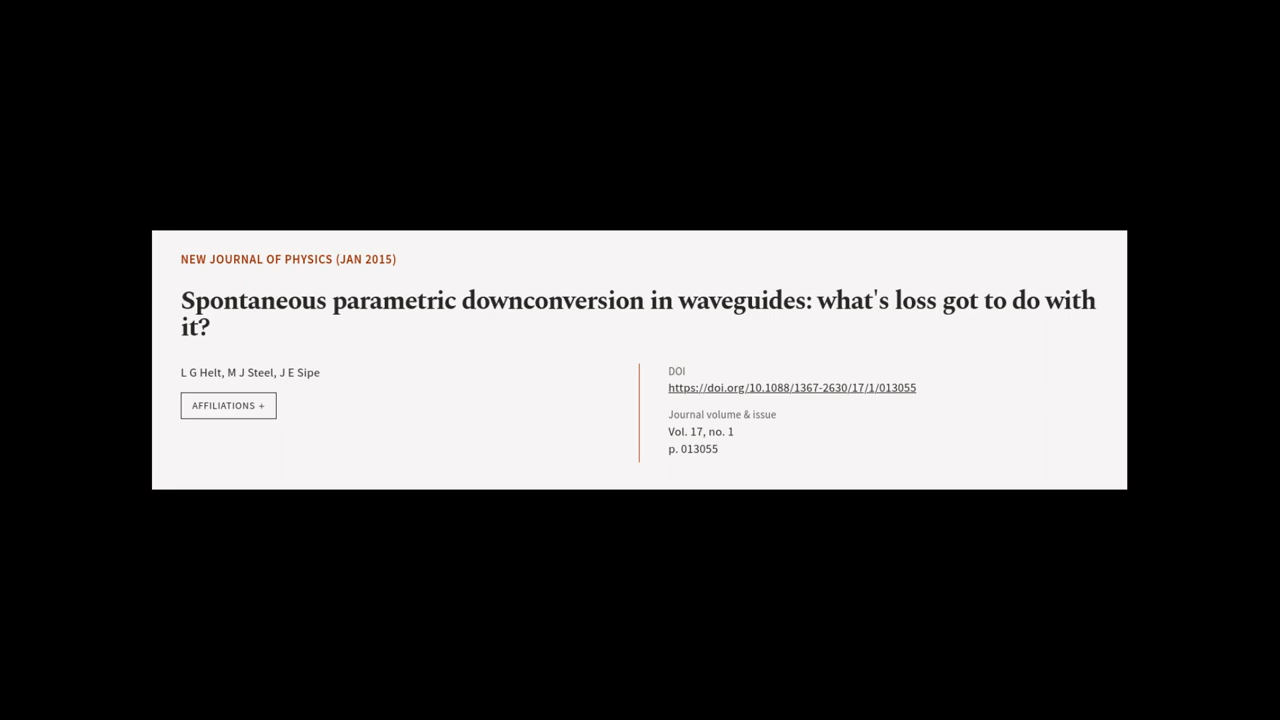 NEW JOURNAL OF PHYSICS (JAN 2015)
Spontaneous parametric downconversion in waveguides: what's loss got to do with
it?
L G Helt, M J Steel, J E Sipe
AFFILIATIONS +
DOI
https://doi.org/10.1088/1367-2630/17/1/013055
Journal volume & issue
Vol. 17, no. 1
p. 013055